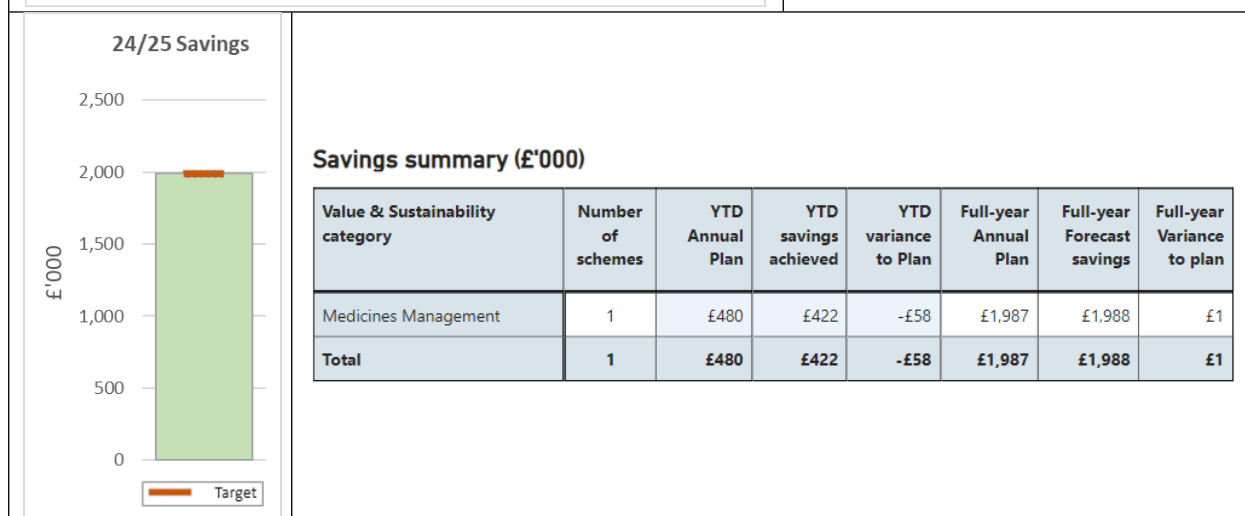 24/25 Savings
2,500
2,000
1,500
1,000
500
0
£'000
Target
Savings summary (£'000)
Value & Sustainability category Number of schemes YTD Annual Plan YTD savings achieved YTD variance to Plan Full-year Annual Plan Full-year Forecast savings Full-year Variance to plan
Medicines Management 1 £480 £422 -£58 £1,987 £1,988 £1
Total 1 £480 £422 -£58 £1,987 £1,988 £1